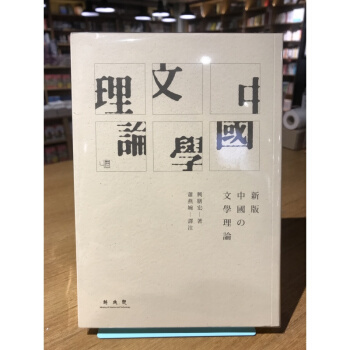 中國
文學
理論
新版
中國の
文學理論
興膳宏：著
蕭燕婉：譯注